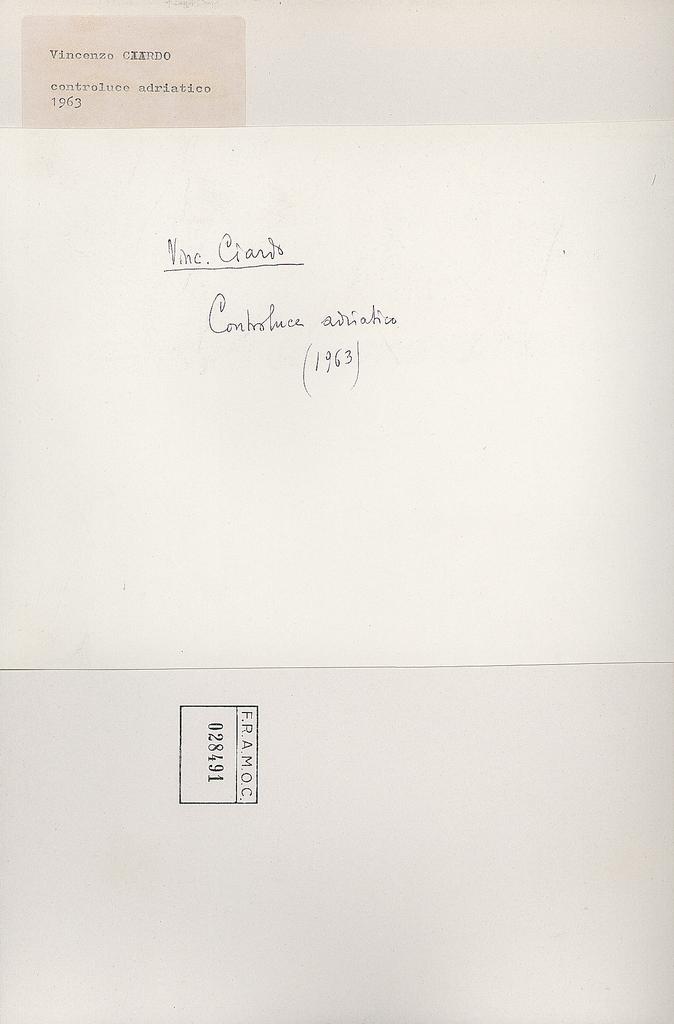 Vincenzo CIARDO
controluce adriatico
1963
Vinc. Ciardo
Controluce adriatico
(1963)
F.R.A.M.O.C.
028491